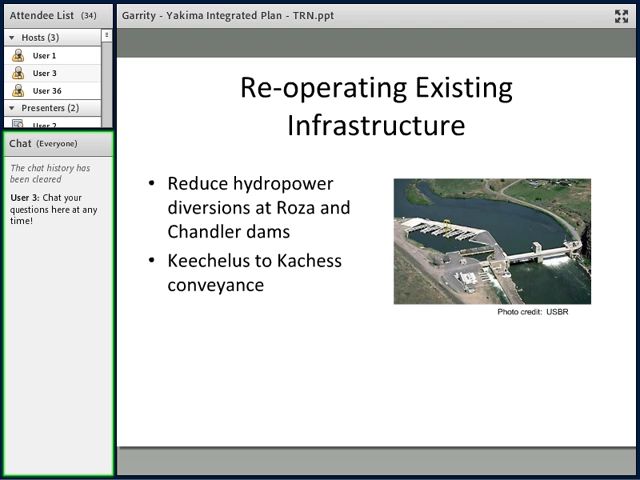 Attendee List (34)
Hosts (3)
User 1
User 3
User 36
Presenters (2)
User 2
Chat (Everyone)
The chat history has
been cleared
User 3: Chat your
questions here at any
time!
Garrity - Yakima Integrated Plan - TRN.ppt
Re-operating Existing
Infrastructure
• Reduce hydropower
diversions at Roza and
Chandler dams
• Keechelus to Kachess
conveyance
Photo credit: USBR